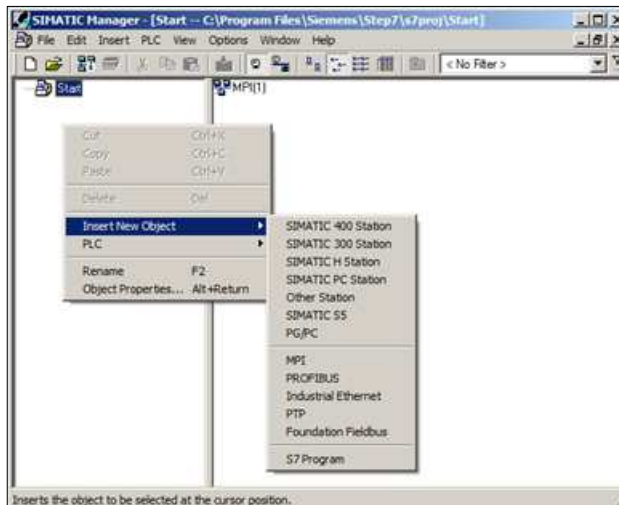 SIMATIC Manager - [Start -- C:\Program Files\Siemens\Step7\s7proj\Start]
File Edit Insert PLC View Options Window Help
< No Filter >
Start
MPI(1)
Cut Ctrl+X
Copy Ctrl+C
Paste Ctrl+V
Delete Del
Insert New Object
PLC
Rename F2
Object Properties... Alt+Return
SIMATIC 400 Station
SIMATIC 300 Station
SIMATIC H Station
SIMATIC PC Station
Other Station
SIMATIC S5
PG/PC
MPI
PROFIBUS
Industrial Ethernet
PTP
Foundation Fieldbus
S7 Program
Inserts the object to be selected at the cursor position.